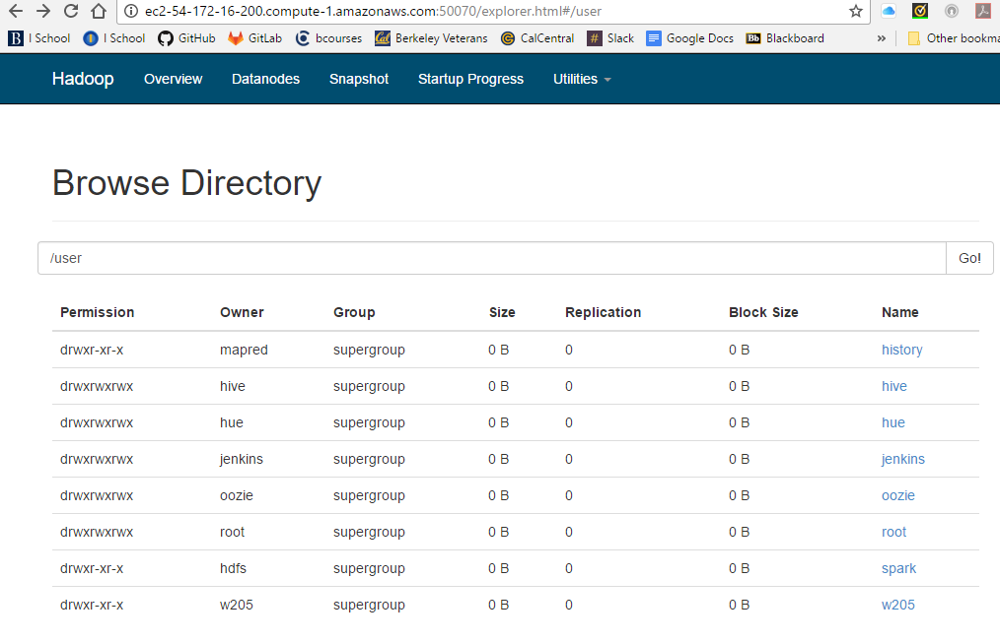 ec2-54-172-16-200.compute-1.amazonaws.com:50070/explorer.html#/user
I School I School GitHub GitLab bcourses Cal Berkeley Veterans CalCentral # Slack Google Docs Bb Blackboard » Other bookma
Hadoop Overview Datanodes Snapshot Startup Progress Utilities
Browse Directory
/user Go!
Permission Owner Group Size Replication Block Size Name
drwxr-xr-x mapred supergroup 0 B 0 0 B history
drwxrwxrwx hive supergroup 0 B 0 0 B hive
drwxrwxrwx hue supergroup 0 B 0 0 B hue
drwxrwxrwx jenkins supergroup 0 B 0 0 B jenkins
drwxrwxrwx oozie supergroup 0 B 0 0 B oozie
drwxrwxrwx root supergroup 0 B 0 0 B root
drwxr-xr-x hdfs supergroup 0 B 0 0 B spark
drwxr-xr-x w205 supergroup 0 B 0 0 B w205